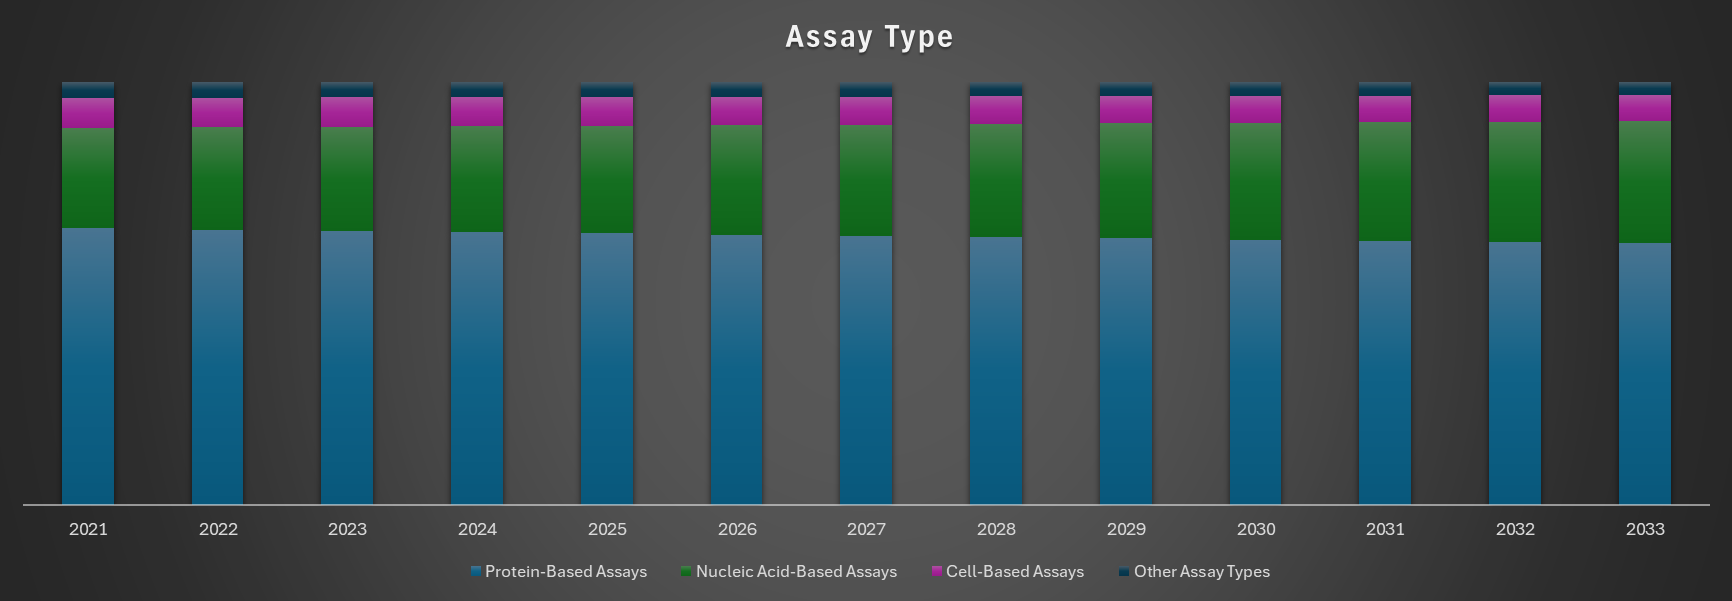 Assay Type
2021 2022 2023 2024 2025 2026 2027 2028 2029 2030 2031 2032 2033
Protein-Based Assays Nucleic Acid-Based Assays Cell-Based Assays Other Assay Types